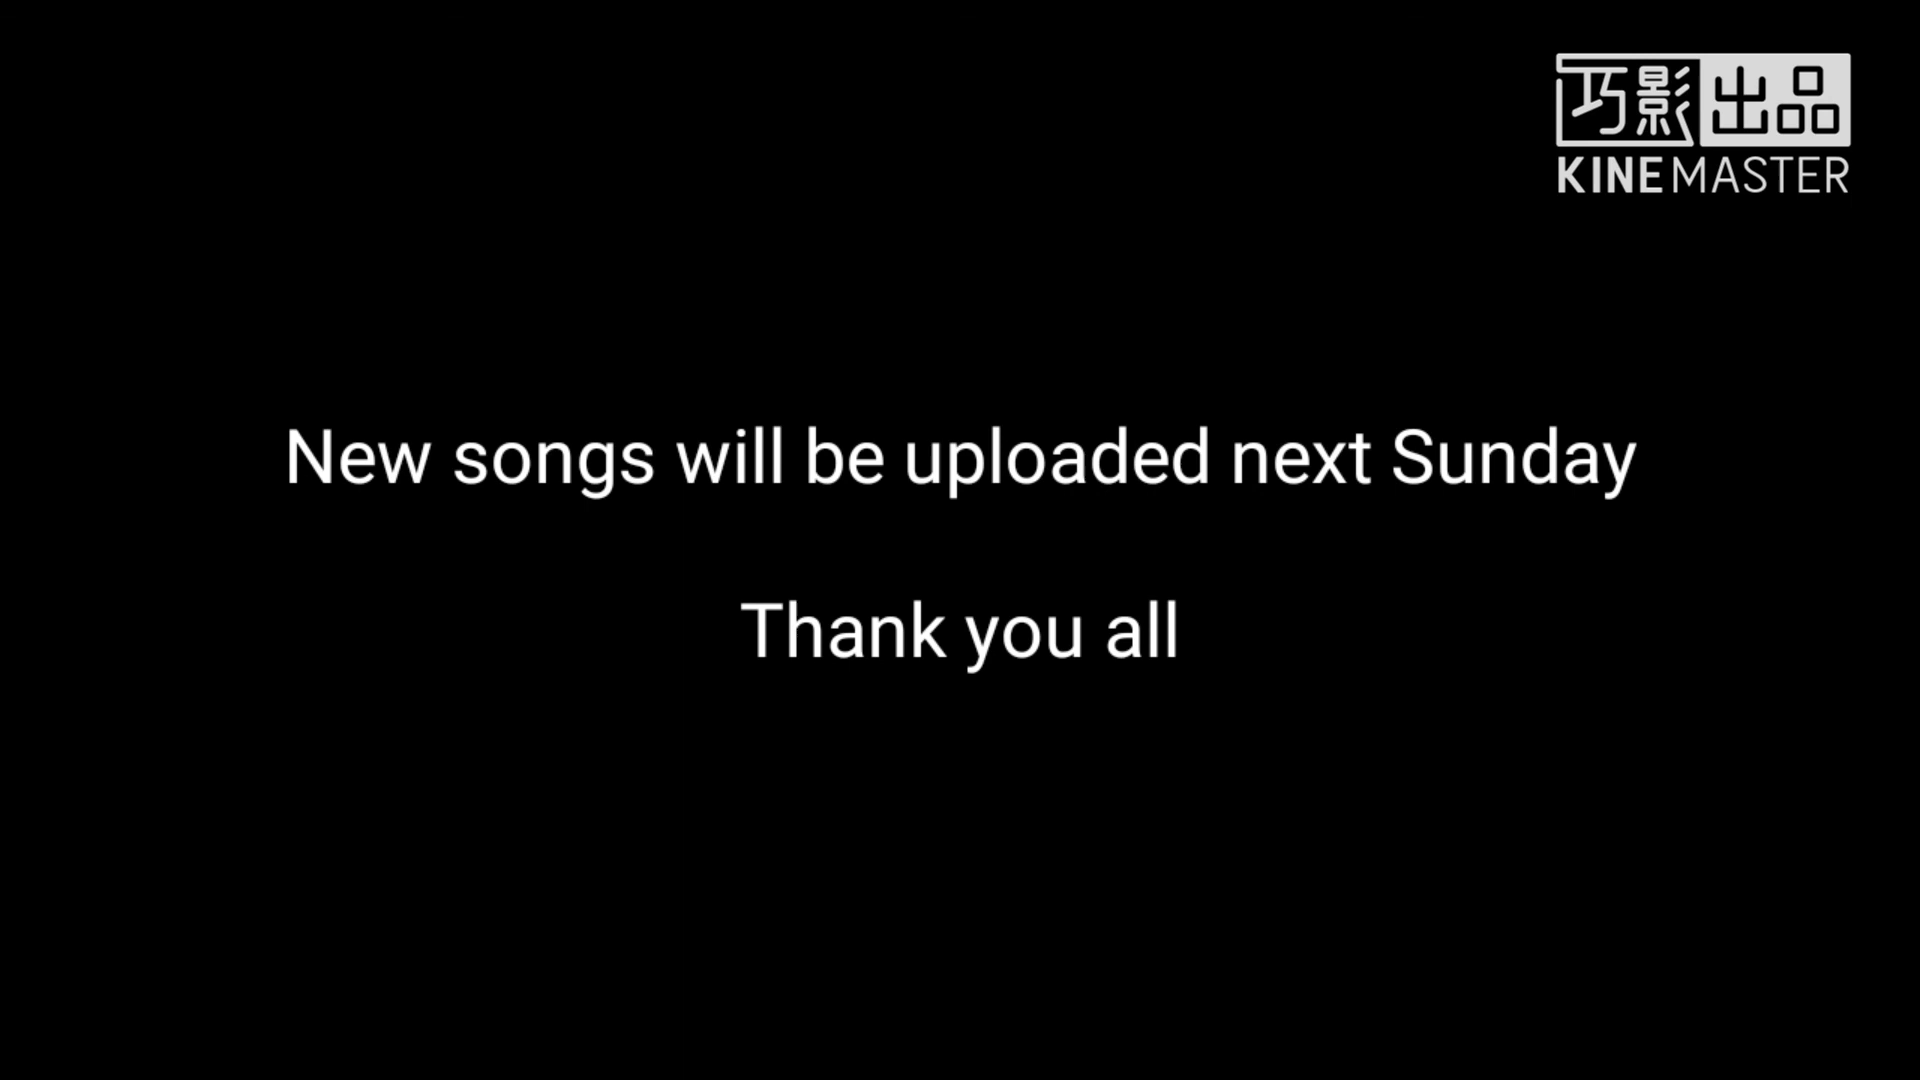 巧影出品
KINEMASTER
New songs will be uploaded next Sunday
Thank you all